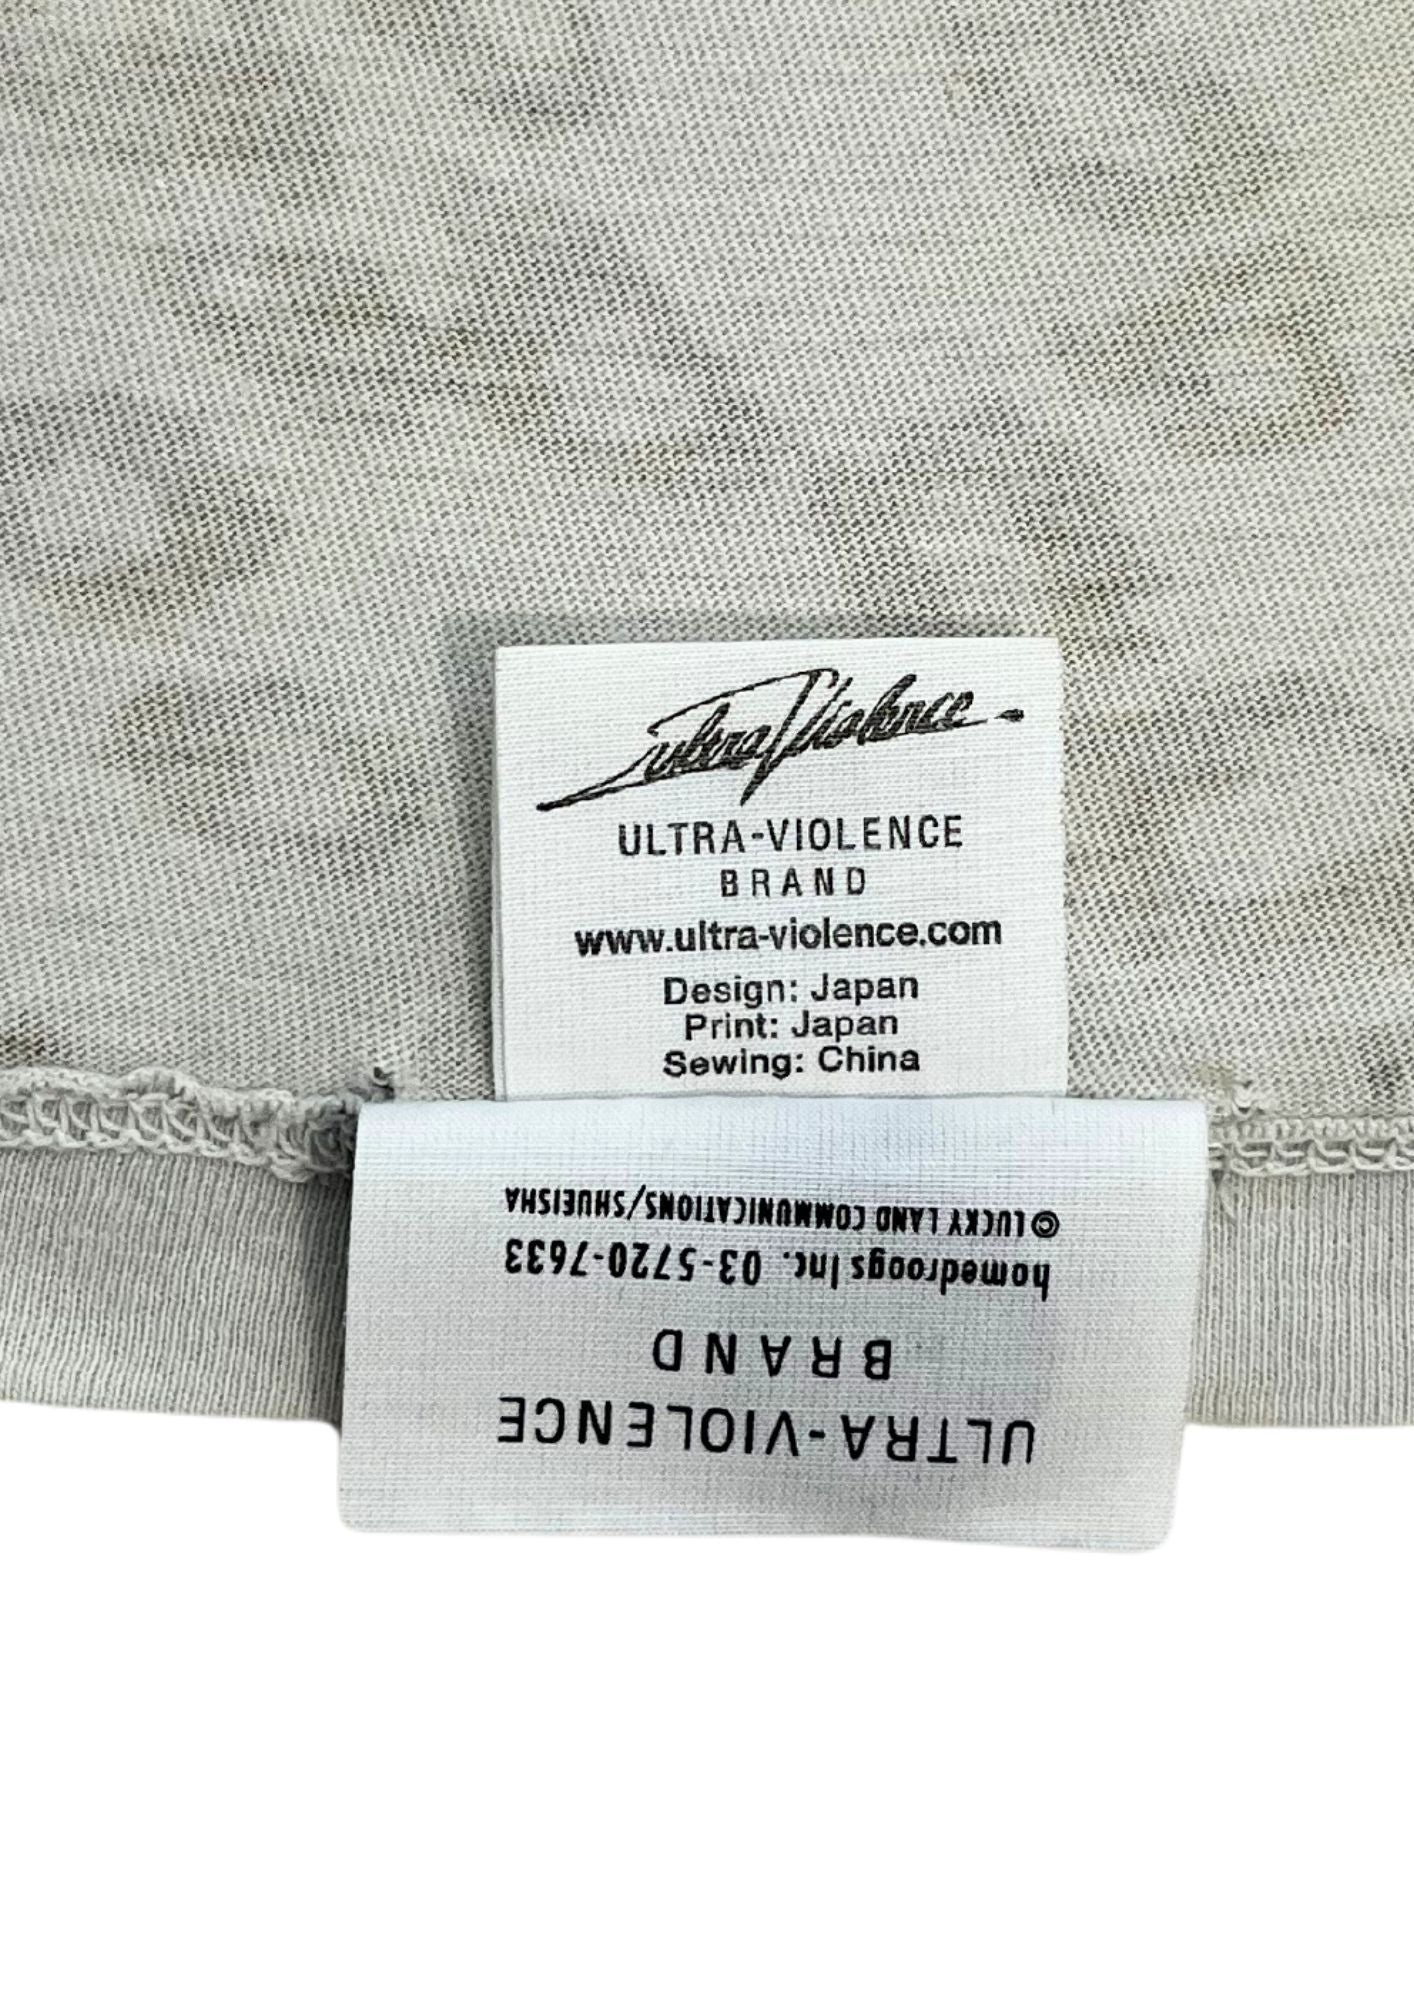 ultraViolence.
ULTRA-VIOLENCE
BRAND
www.ultra-violence.com
Design: Japan
Print: Japan
Sewing: China
ULTRA-VIOLENCE
BRAND
homedroogs Inc. 03-5720-7633
©LUCKY LAND COMMUNICATIONS/SHUEISHA